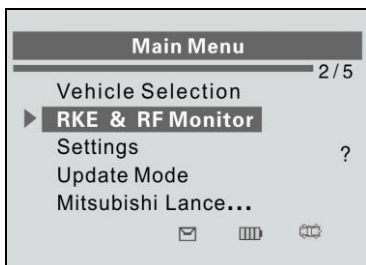 Main Menu
2/5
Vehicle Selection
RKE & RF Monitor
Settings
?
Update Mode
Mitsubishi Lance...